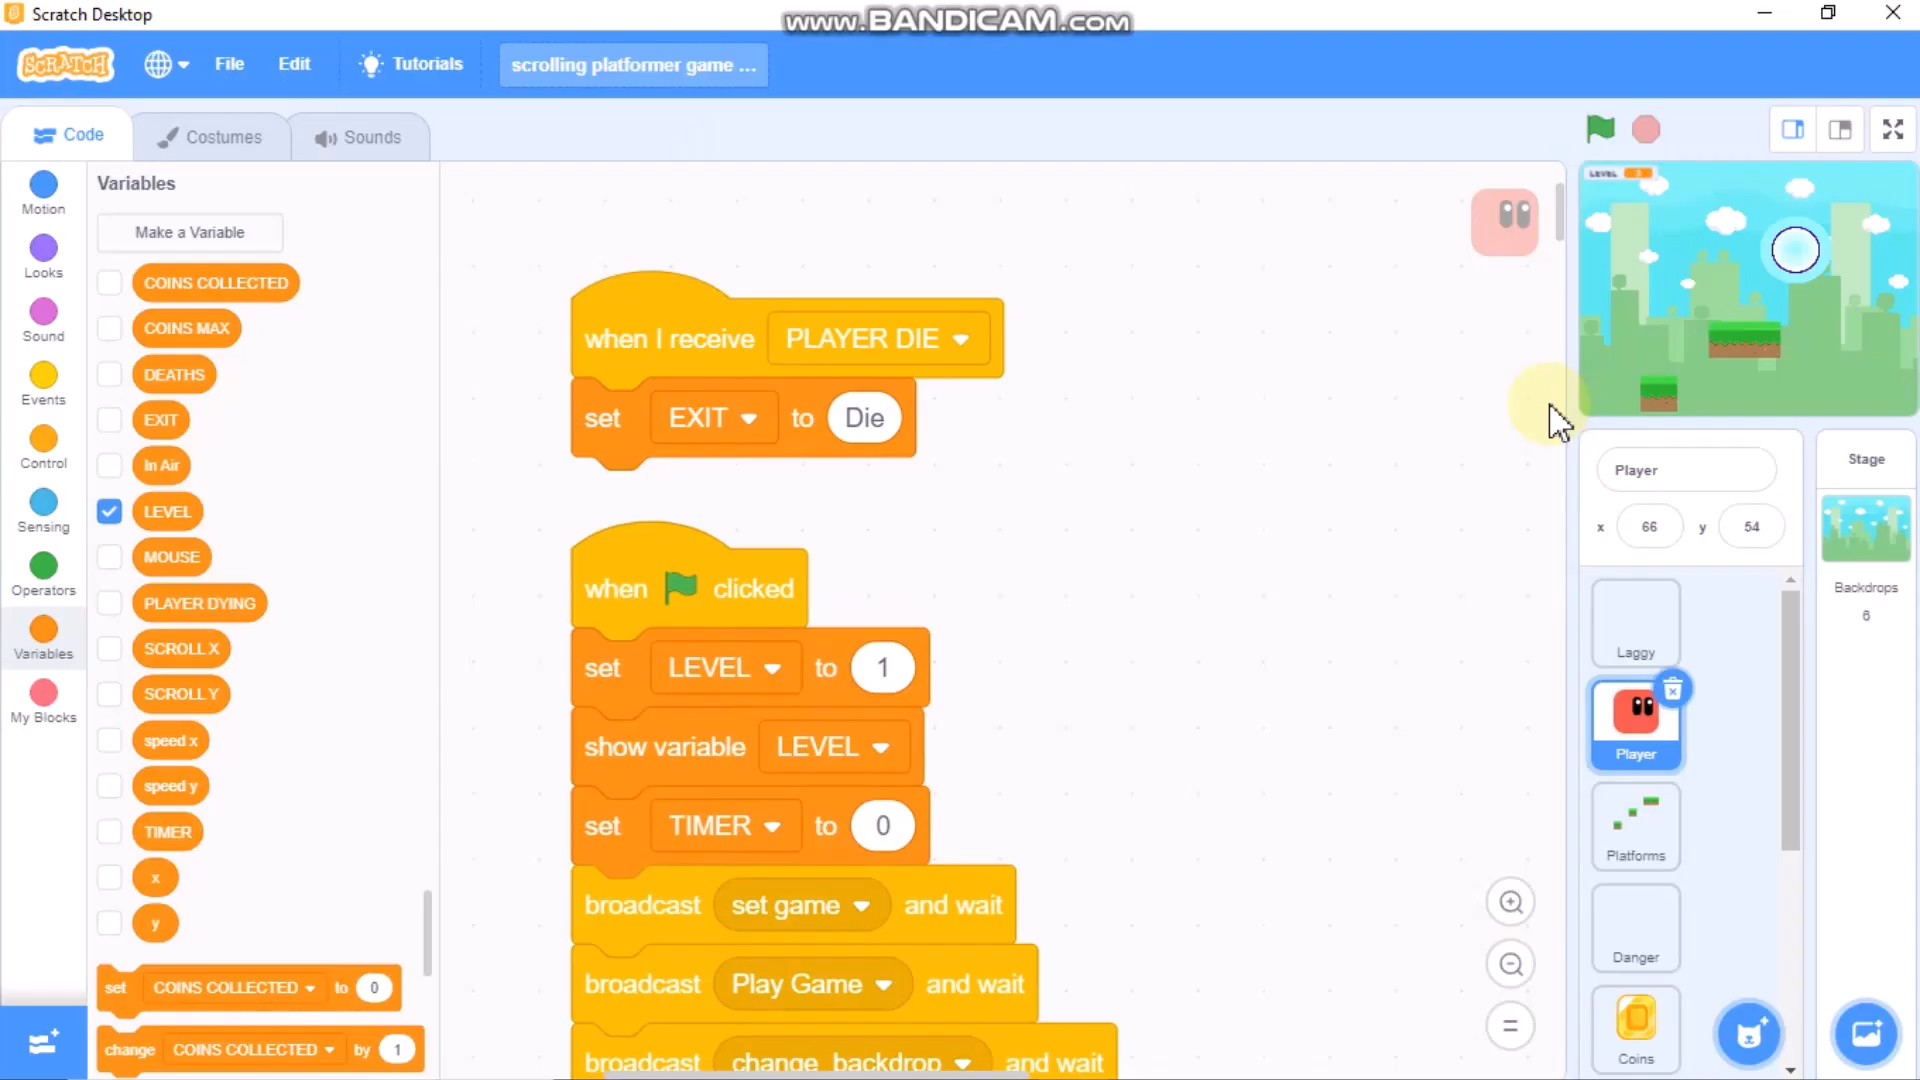 Scratch Desktop
www.BANDICAM.com
SCRATCH
File
Edit
Tutorials
scrolling platformer game ...
Code
Costumes
Sounds
Motion
Looks
Sound
Events
Control
Sensing
Operators
Variables
My Blocks
Variables
Make a Variable
COINS COLLECTED
COINS MAX
DEATHS
EXIT
In Air
LEVEL
MOUSE
PLAYER DYING
SCROLL X
SCROLL Y
speed x
speed y
TIMER
x
y
set COINS COLLECTED to 0
change COINS COLLECTED by 1
when I receive PLAYER DIE
set EXIT to Die
when clicked
set LEVEL to 1
show variable LEVEL
set TIMER to 0
broadcast set game and wait
broadcast Play Game and wait
broadcast change backdrop and wait
LEVEL
Player
x 66 y 54
Laggy
Player
Platforms
Danger
Coins
Stage
Backdrops
6